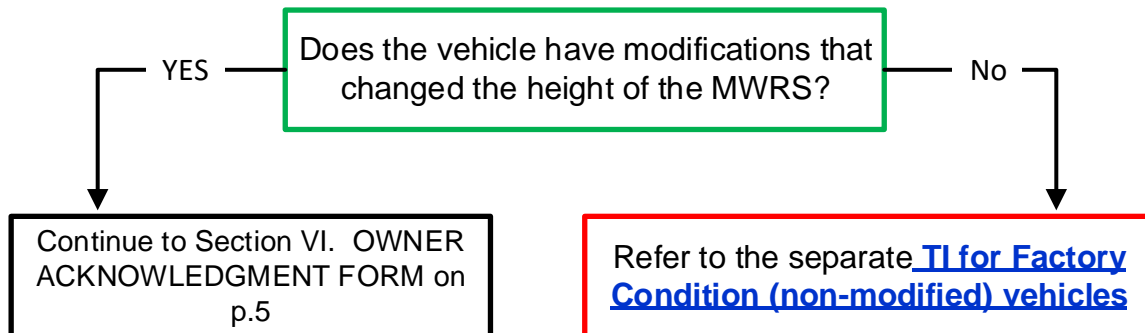 Does the vehicle have modifications that
changed the height of the MWRS?
YES
No
Continue to Section VI.  OWNER
ACKNOWLEDGMENT FORM on
p.5
Refer to the separate TI for Factory
Condition (non-modified) vehicles